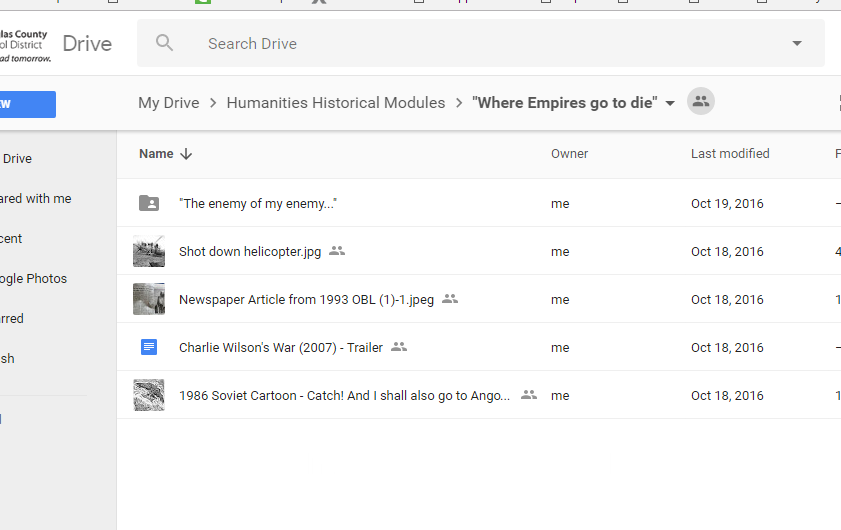 las County
ol District
ad tomorrow.
Drive
Search Drive
EW
My Drive > Humanities Historical Modules > "Where Empires go to die"
Name Owner Last modified F
Drive
ared with me
cent
ogle Photos
rred
sh
"The enemy of my enemy..." me Oct 19, 2016 –
Shot down helicopter.jpg me Oct 18, 2016 4
Newspaper Article from 1993 OBL (1)-1.jpeg me Oct 18, 2016 1
Charlie Wilson's War (2007) - Trailer me Oct 18, 2016 –
1986 Soviet Cartoon - Catch! And I shall also go to Ango... me Oct 18, 2016 1